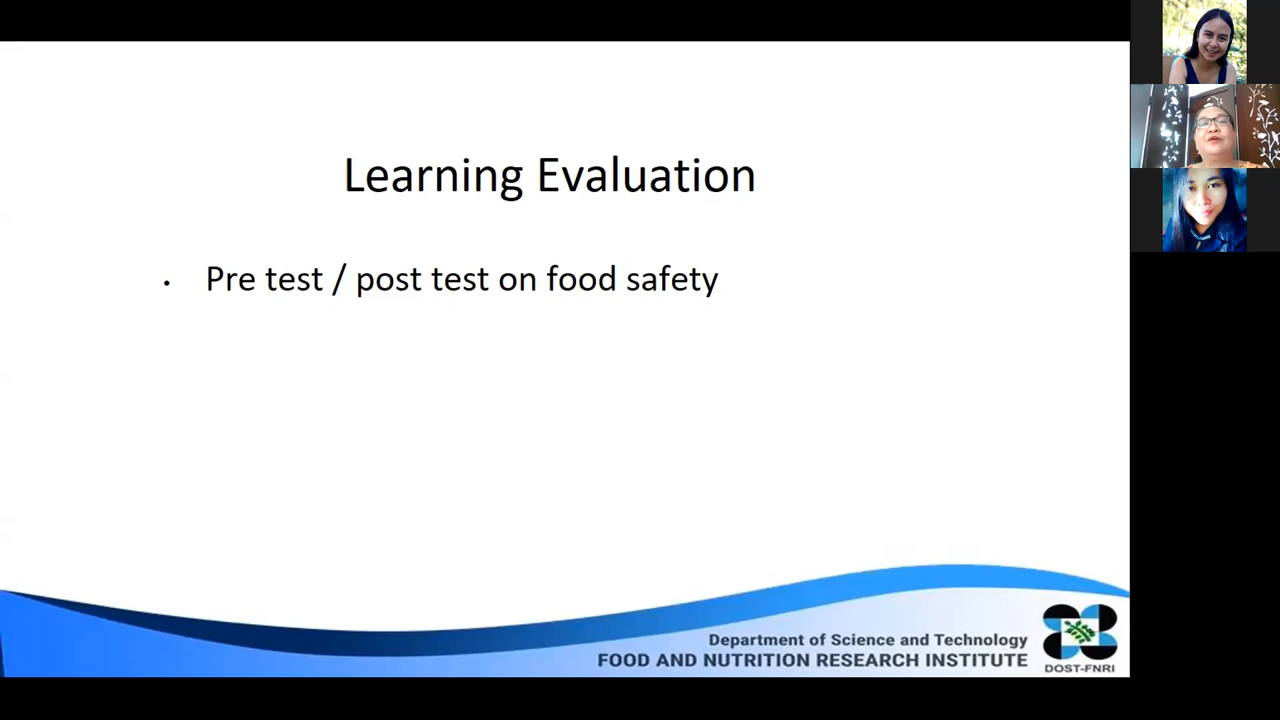 Learning Evaluation
• Pre test / post test on food safety
Department of Science and Technology
FOOD AND NUTRITION RESEARCH INSTITUTE
DOST-FNRI